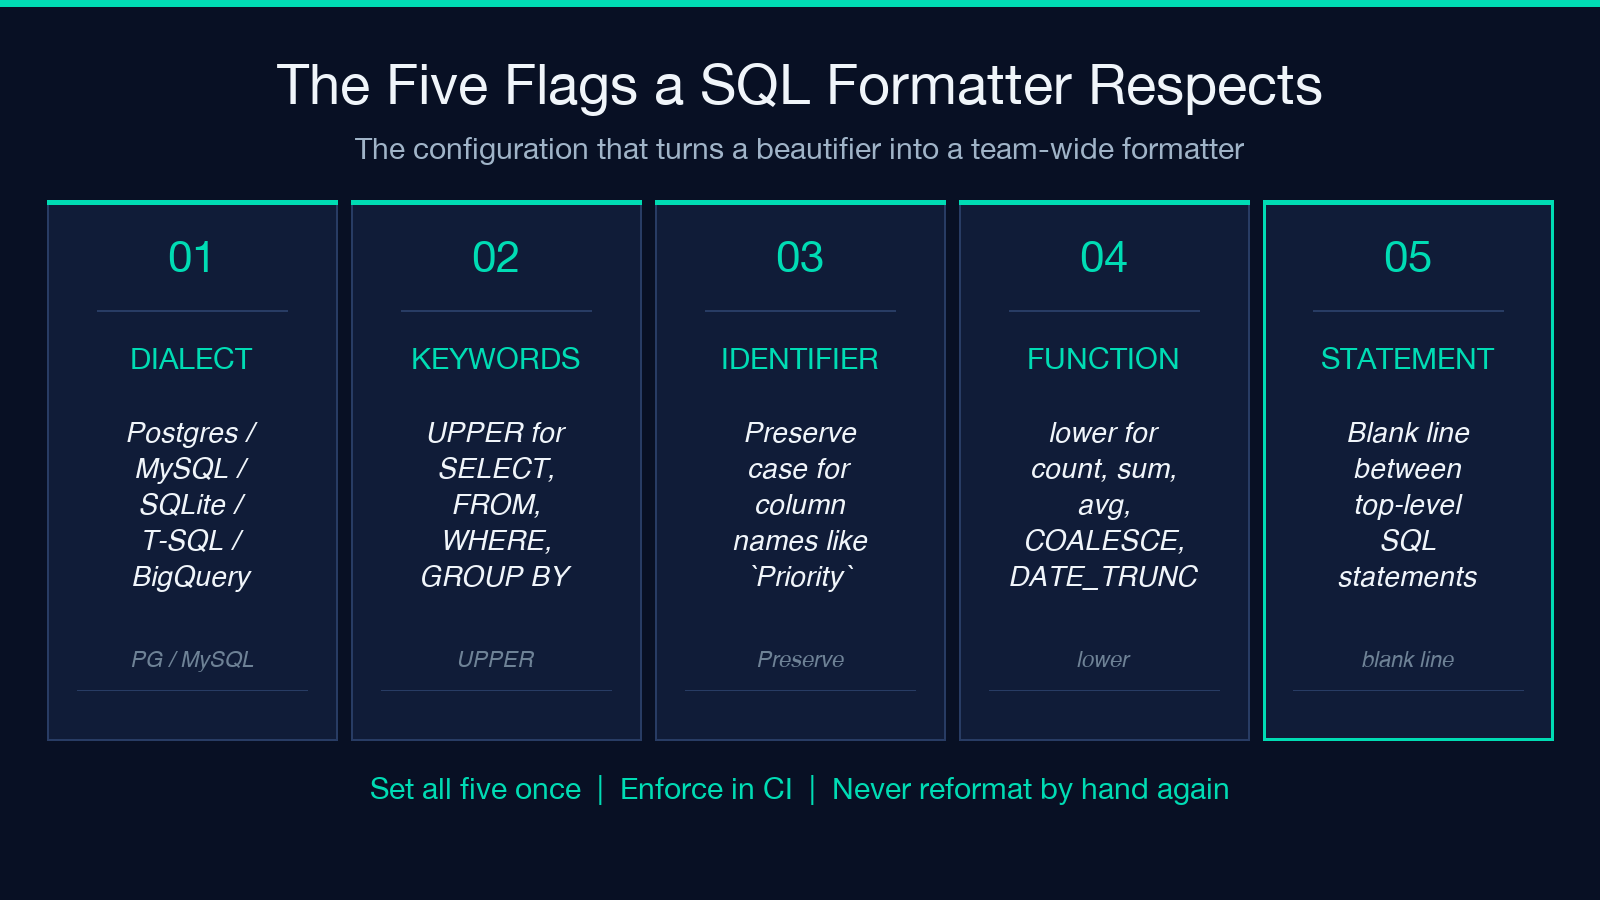 The Five Flags a SQL Formatter Respects
The configuration that turns a beautifier into a team-wide formatter
01
DIALECT
Postgres /
MySQL /
SQLite /
T-SQL /
BigQuery
PG / MySQL
02
KEYWORDS
UPPER for
SELECT,
FROM,
WHERE,
GROUP BY
UPPER
03
IDENTIFIER
Preserve
case for
column
names like
`Priority`
Preserve
04
FUNCTION
lower for
count, sum,
avg,
COALESCE,
DATE_TRUNC
lower
05
STATEMENT
Blank line
between
top-level
SQL
statements
blank line
Set all five once | Enforce in CI | Never reformat by hand again